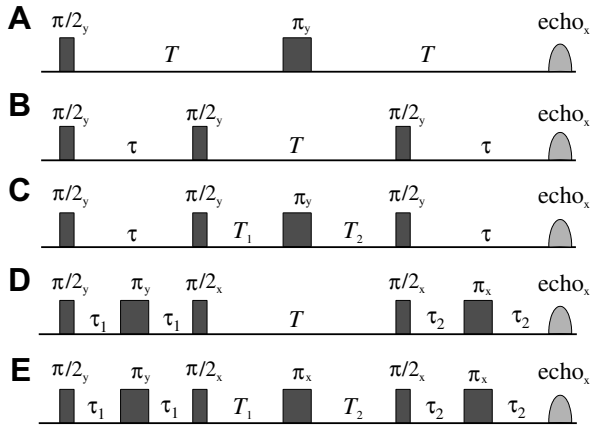 A
π/2y πy echox
T T
B
π/2y π/2y π/2y echox
τ T τ
C
π/2y π/2y πy π/2y echox
τ T1 T2 τ
D
π/2y πy π/2x π/2x πx echox
τ1 τ1 T τ2 τ2
E
π/2y πy π/2x πx π/2x πx echox
τ1 τ1 T1 T2 τ2 τ2